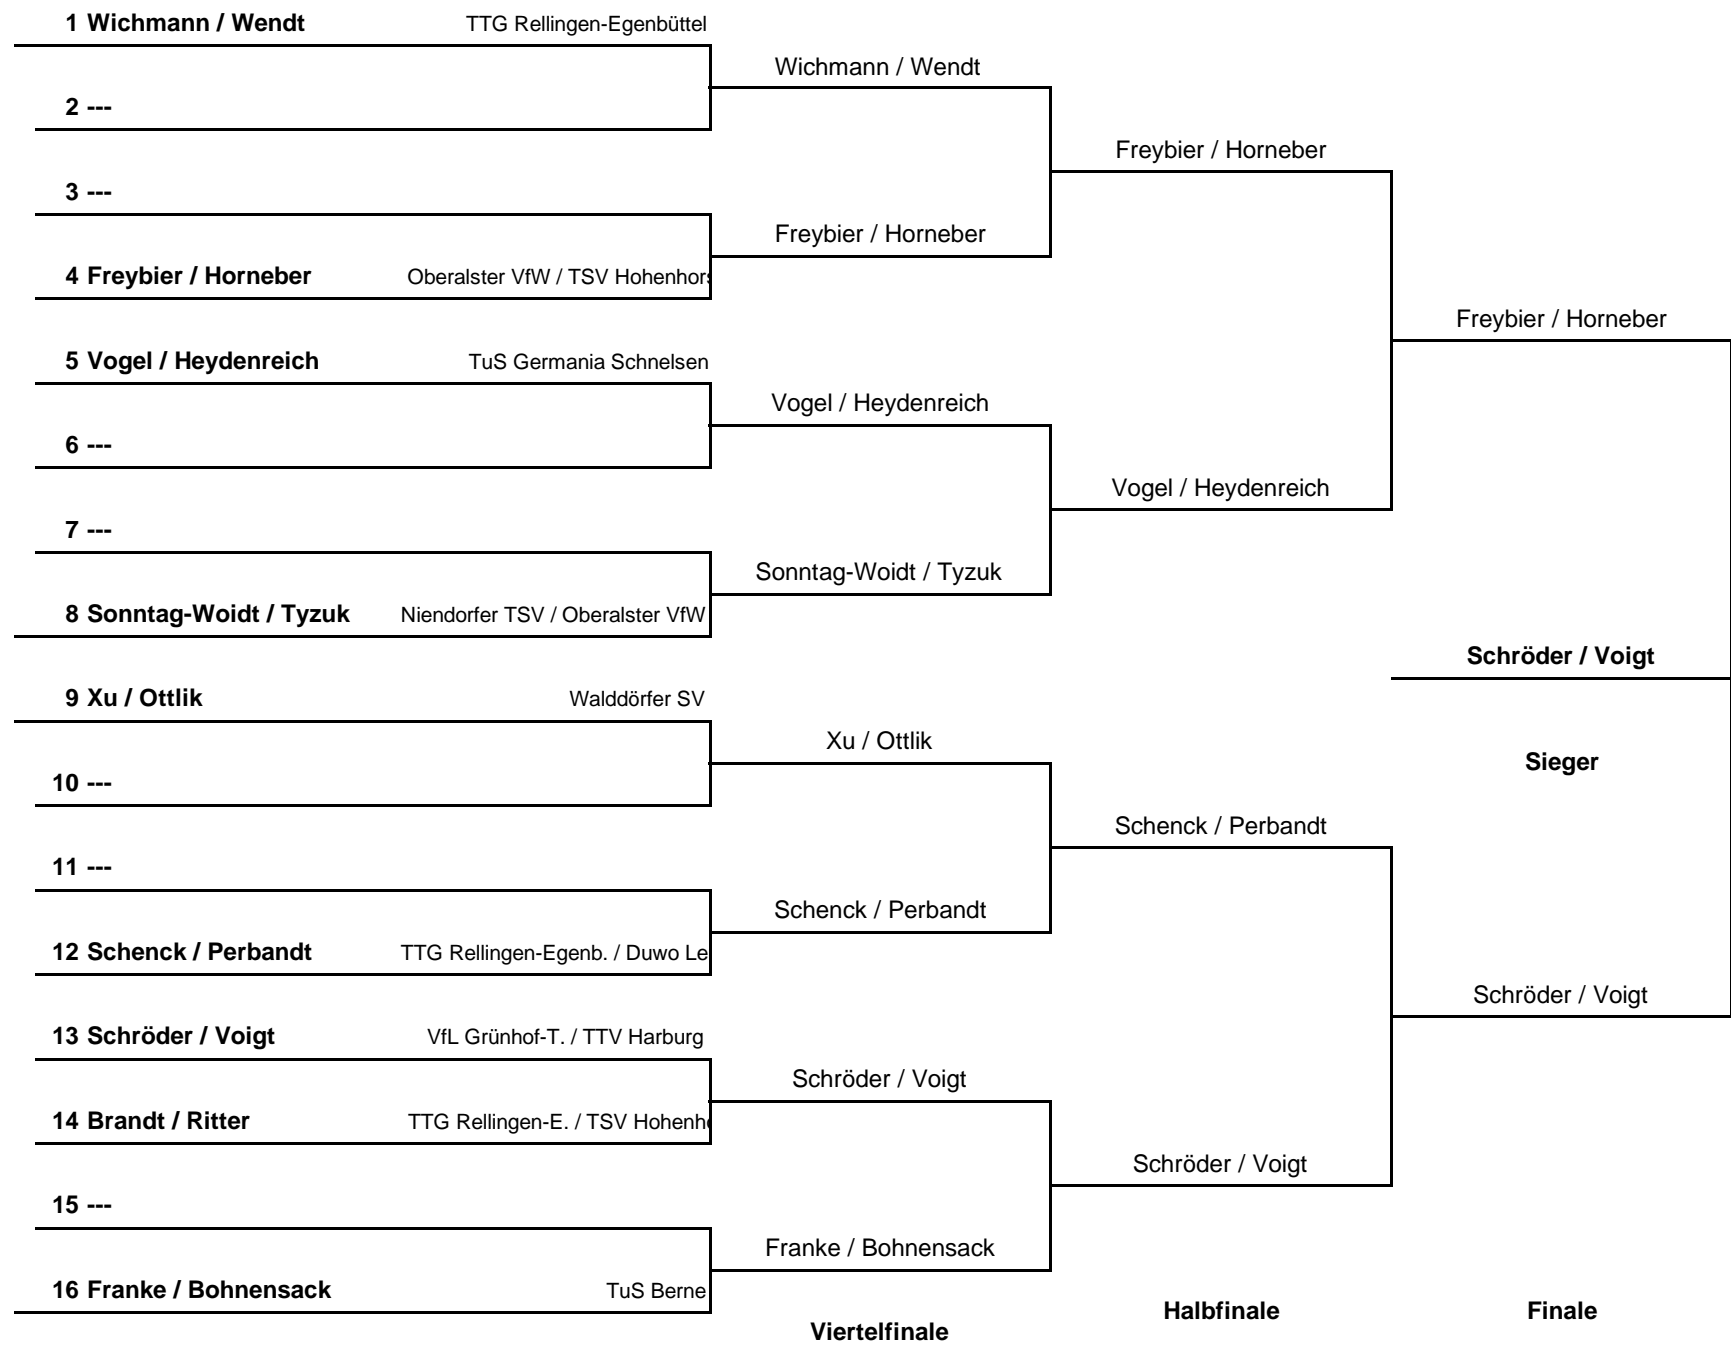 1 Wichmann / Wendt TTG Rellingen-Egenbüttel
Wichmann / Wendt
2 ---
Freybier / Horneber
3 ---
Freybier / Horneber
4 Freybier / Horneber Oberalster VfW / TSV Hohenhors
Freybier / Horneber
5 Vogel / Heydenreich TuS Germania Schnelsen
Vogel / Heydenreich
6 ---
Vogel / Heydenreich
7 ---
Sonntag-Woidt / Tyzuk
8 Sonntag-Woidt / Tyzuk Niendorfer TSV / Oberalster VfW
Schröder / Voigt
9 Xu / Ottlik Walddörfer SV
Xu / Ottlik
Sieger
10 ---
Schenck / Perbandt
11 ---
Schenck / Perbandt
12 Schenck / Perbandt TTG Rellingen-Egenb. / Duwo Le
Schröder / Voigt
13 Schröder / Voigt VfL Grünhof-T. / TTV Harburg
Schröder / Voigt
14 Brandt / Ritter TTG Rellingen-E. / TSV Hohenho
Schröder / Voigt
15 ---
Franke / Bohnensack
16 Franke / Bohnensack TuS Berne
Halbfinale Finale
Viertelfinale